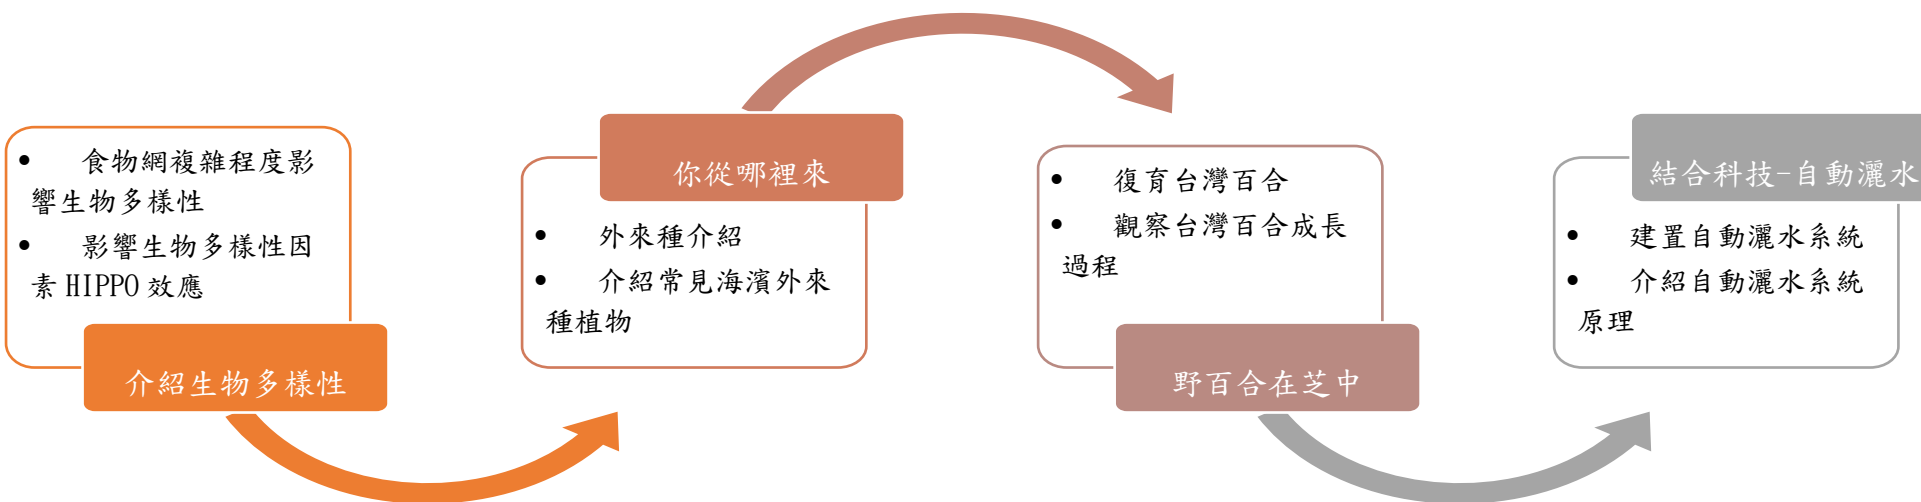 • 食物網複雜程度影
響生物多樣性
• 影響生物多樣性因
素 HIPPO 效應
介紹生物多樣性
你從哪裡來
• 外來種介紹
• 介紹常見海濱外來
種植物
• 復育台灣百合
• 觀察台灣百合成長
過程
野百合在芝中
結合科技-自動灑水
• 建置自動灑水系統
• 介紹自動灑水系統
原理